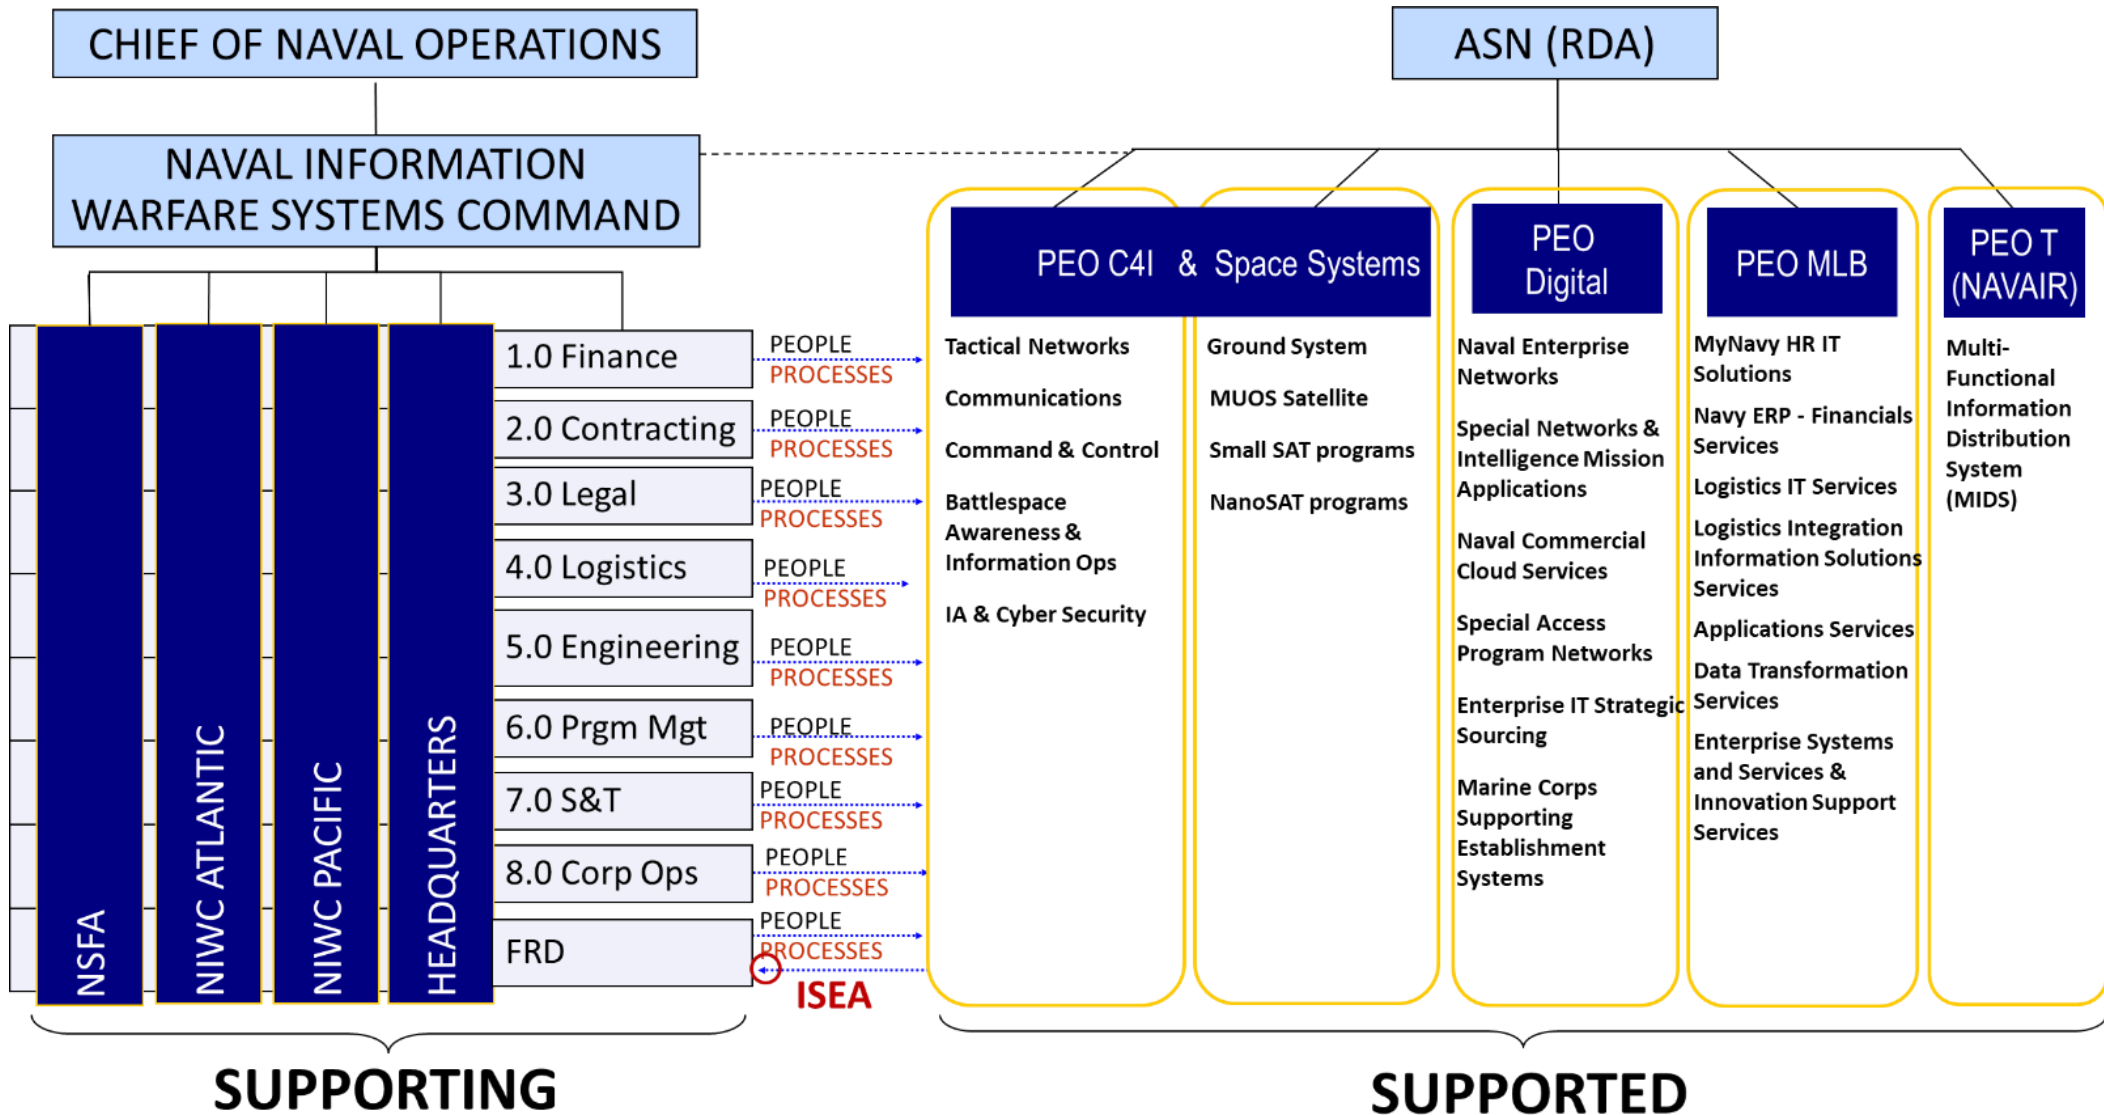 CHIEF OF NAVAL OPERATIONS
ASN (RDA)
NAVAL INFORMATION
WARFARE SYSTEMS COMMAND
NSFA
NIWC ATLANTIC
NIWC PACIFIC
HEADQUARTERS
1.0 Finance
PEOPLE
PROCESSES
2.0 Contracting
PEOPLE
PROCESSES
3.0 Legal
PEOPLE
PROCESSES
4.0 Logistics
PEOPLE
PROCESSES
5.0 Engineering
PEOPLE
PROCESSES
6.0 Prgm Mgt
PEOPLE
PROCESSES
7.0 S&T
PEOPLE
PROCESSES
8.0 Corp Ops
PEOPLE
PROCESSES
FRD
PEOPLE
PROCESSES
ISEA
SUPPORTING
PEO C4I & Space Systems
Tactical Networks
Communications
Command & Control
Battlespace
Awareness &
Information Ops
IA & Cyber Security
Ground System
MUOS Satellite
Small SAT programs
NanoSAT programs
PEO
Digital
Naval Enterprise
Networks
Special Networks &
Intelligence Mission
Applications
Naval Commercial
Cloud Services
Special Access
Program Networks
Enterprise IT Strategic
Sourcing
Marine Corps
Supporting
Establishment
Systems
PEO MLB
MyNavy HR IT
Solutions
Navy ERP - Financials
Services
Logistics IT Services
Logistics Integration
Information Solutions
Services
Applications Services
Data Transformation
Services
Enterprise Systems
and Services &
Innovation Support
Services
PEO T
(NAVAIR)
Multi-
Functional
Information
Distribution
System
(MIDS)
SUPPORTED